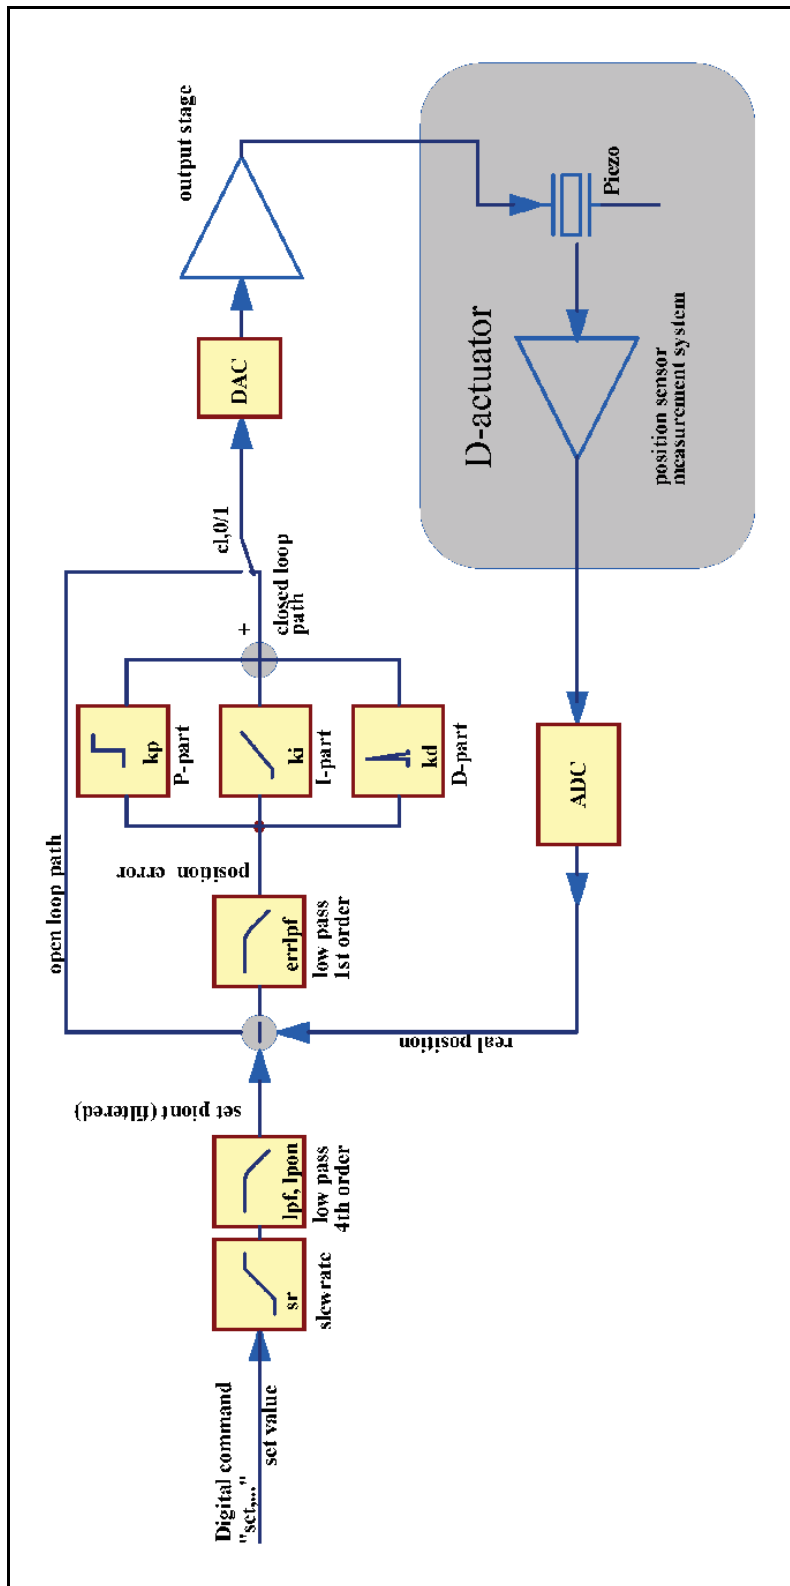 Digital command
"set,..."
set value
sr
slewrate
lpf, lpon
low pass
4th order
set piont (filtered)
real position
errlpf
low pass
1st order
position error
open loop path
kp
P-part
ki
I-part
kd
D-part
+
closed loop
path
cl,0/1
DAC
output stage
D-actuator
Piezo
position sensor
measurement system
ADC